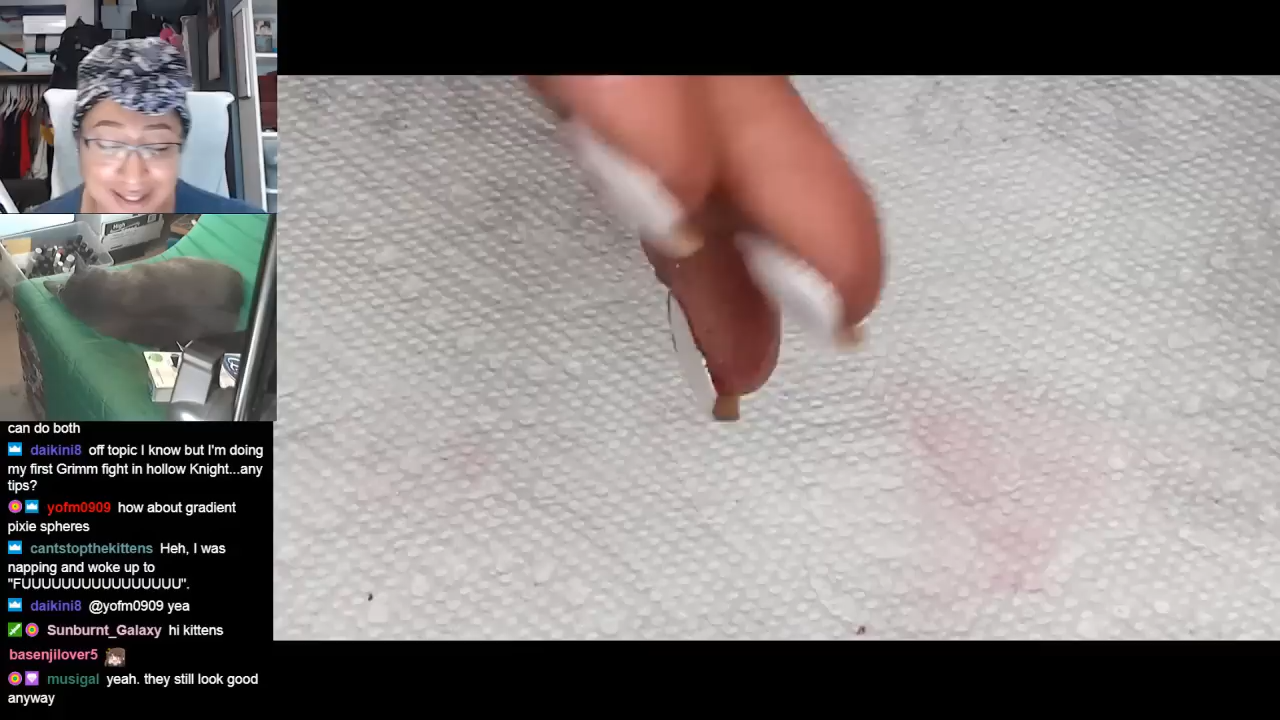 High
can do both
daikini8 off topic I know but I'm doing
my first Grimm fight in hollow Knight...any
tips?
yofm0909 how about gradient
pixie spheres
cantstopthekittens Heh, I was
napping and woke up to
"FUUUUUUUUUUUUUUUU".
daikini8 @yofm0909 yea
Sunburnt_Galaxy hi kittens
basenjilover5
musigal yeah. they still look good
anyway